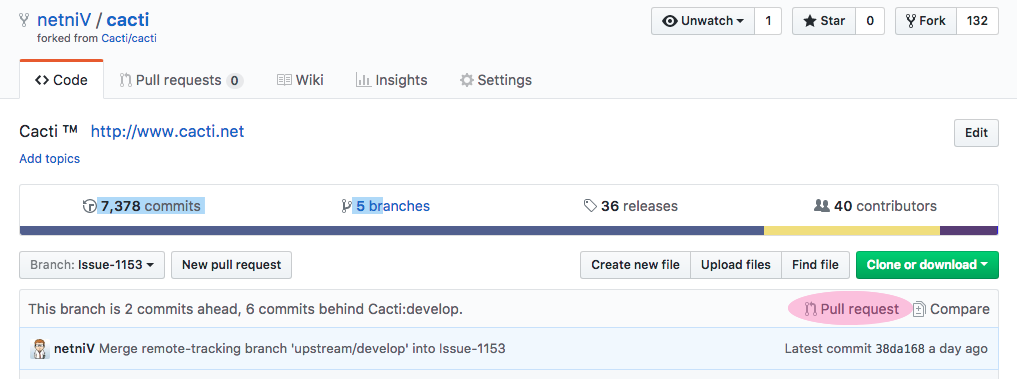 netniV / cacti
Unwatch 1 Star 0 Fork 132
forked from Cacti/cacti
Code Pull requests 0 Wiki Insights Settings
Cacti ™ http://www.cacti.net
Edit
Add topics
7,378 commits 5 branches 36 releases 40 contributors
Branch: Issue-1153 New pull request Create new file Upload files Find file Clone or download
This branch is 2 commits ahead, 6 commits behind Cacti:develop. Pull request Compare
netniV Merge remote-tracking branch 'upstream/develop' into Issue-1153 Latest commit 38da168 a day ago